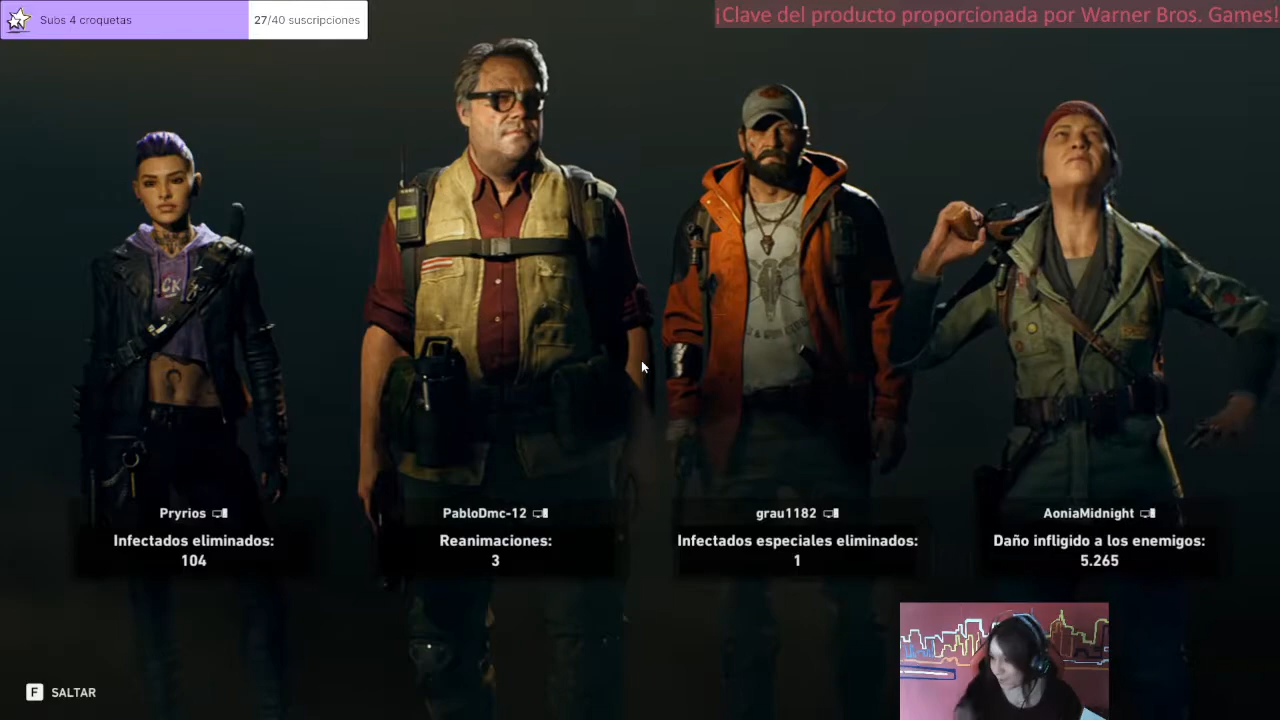 Subs 4 croquetas
27/40 suscripciones
¡Clave del producto proporcionada por Warner Bros. Games!
Pryrios
Infectados eliminados:
104
PabloDmc-12
Reanimaciones:
3
grau1182
Infectados especiales eliminados:
1
AoniaMidnight
Daño infligido a los enemigos:
5.265
F SALTAR